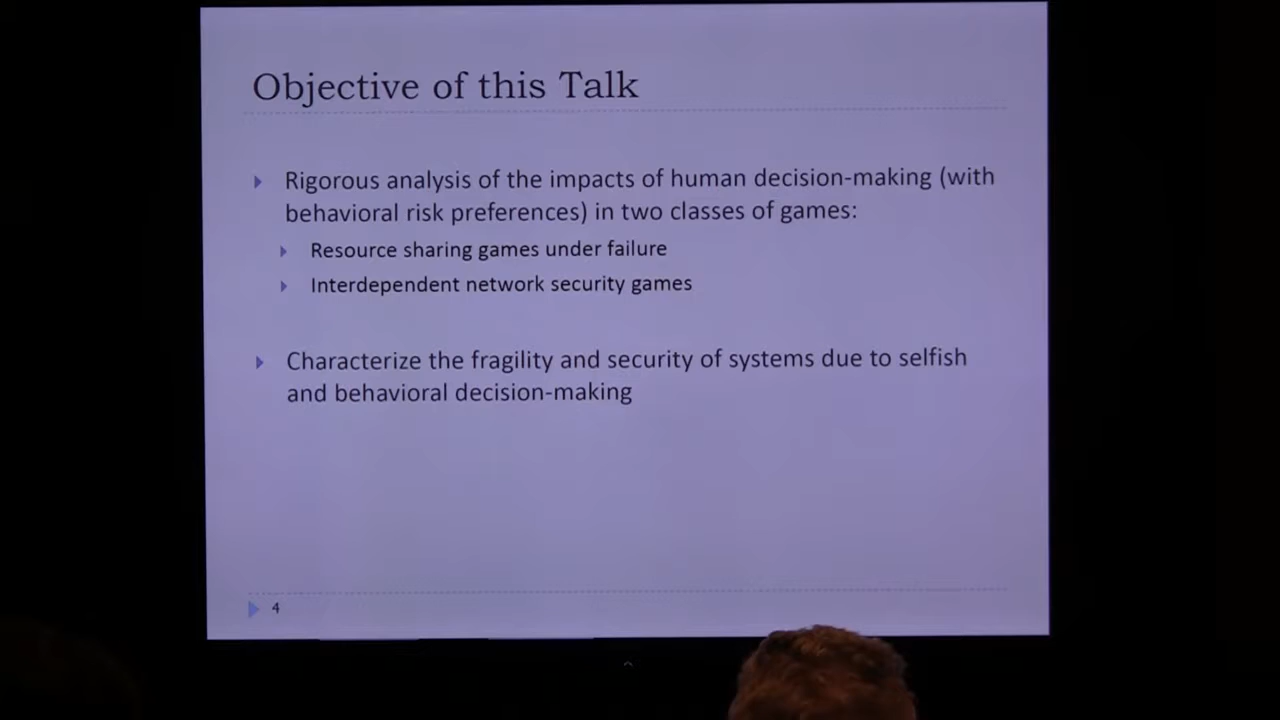 Objective of this Talk
Rigorous analysis of the impacts of human decision-making (with
behavioral risk preferences) in two classes of games:
Resource sharing games under failure
Interdependent network security games
Characterize the fragility and security of systems due to selfish
and behavioral decision-making
4